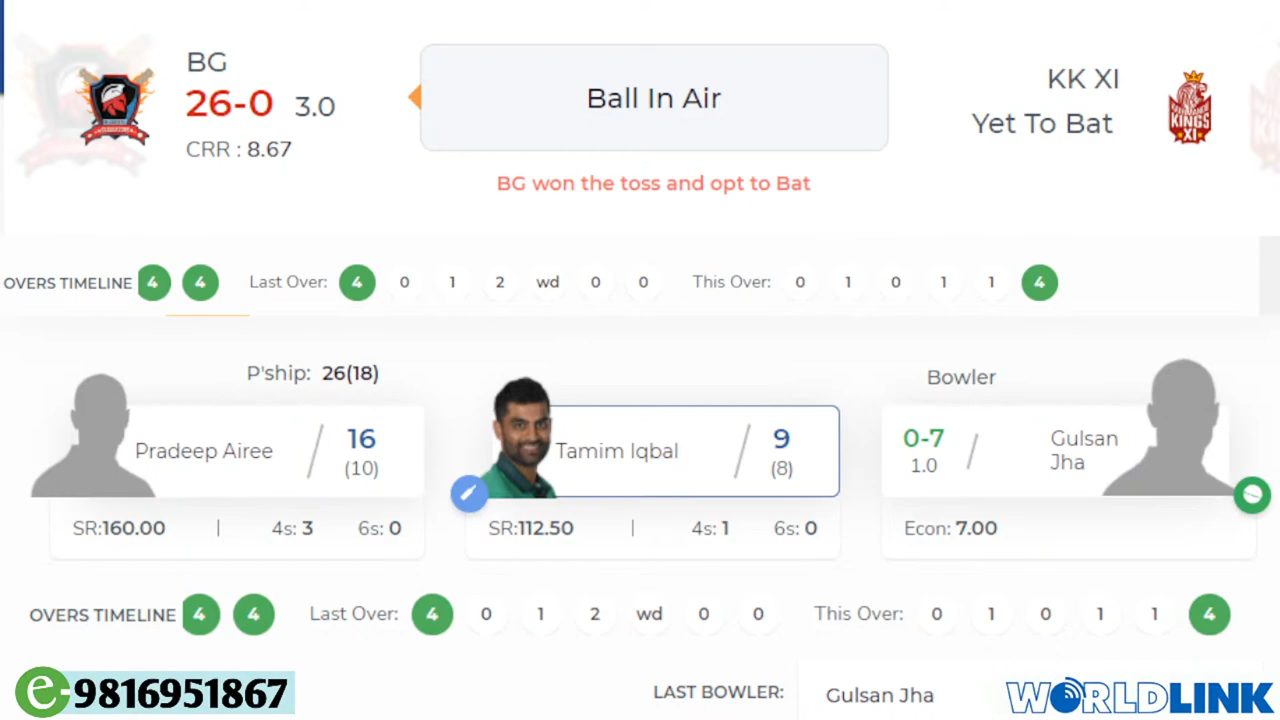 BG
26-0 3.0
CRR : 8.67
Ball In Air
BG won the toss and opt to Bat
KK XI
Yet To Bat
KINGS
XI
OVERS TIMELINE 4 4 Last Over: 4 0 1 2 wd 0 0 This Over: 0 1 0 1 1 4
P'ship: 26(18)
Pradeep Airee / 16
(10)
SR:160.00 | 4s: 3 6s: 0
Tamim Iqbal / 9
(8)
SR:112.50 | 4s: 1 6s: 0
Bowler
0-7 / Gulsan
1.0 Jha
Econ: 7.00
OVERS TIMELINE 4 4 Last Over: 4 0 1 2 wd 0 0 This Over: 0 1 0 1 1 4
e-9816951867
LAST BOWLER: Gulsan Jha
WORLDLINK